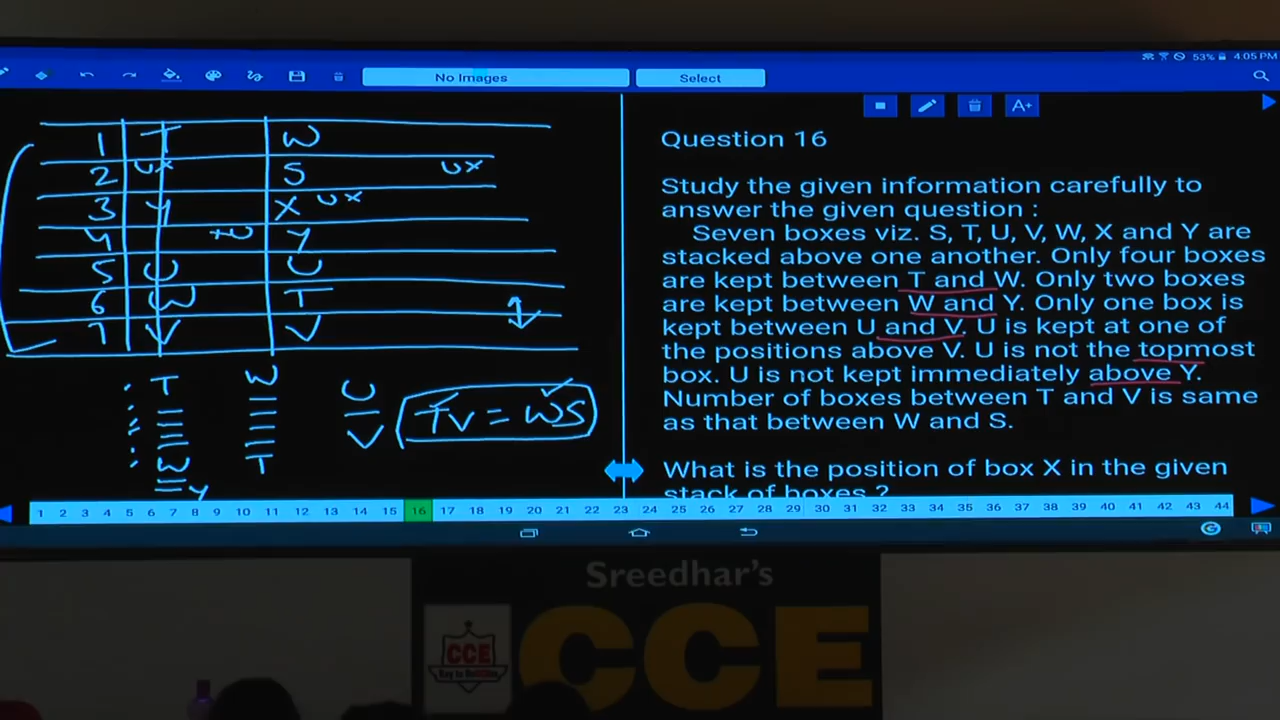 53% 4:05 PM
No Images
Select
A+
1 T W
2 UX S UX
3 Y X UX
4 Y
5 U U
6 W T
7 V V
T W U
V
W T
Y
TV = WS
Question 16
Study the given information carefully to
answer the given question :
Seven boxes viz. S, T, U, V, W, X and Y are
stacked above one another. Only four boxes
are kept between T and W. Only two boxes
are kept between W and Y. Only one box is
kept between U and V. U is kept at one of
the positions above V. U is not the topmost
box. U is not kept immediately above Y.
Number of boxes between T and V is same
as that between W and S.
What is the position of box X in the given
stack of boxes ?
1 2 3 4 5 6 7 8 9 10 11 12 13 14 15 16 17 18 19 20 21 22 23 24 25 26 27 28 29 30 31 32 33 34 35 36 37 38 39 40 41 42 43 44
Sreedhar's
CCE
CCE